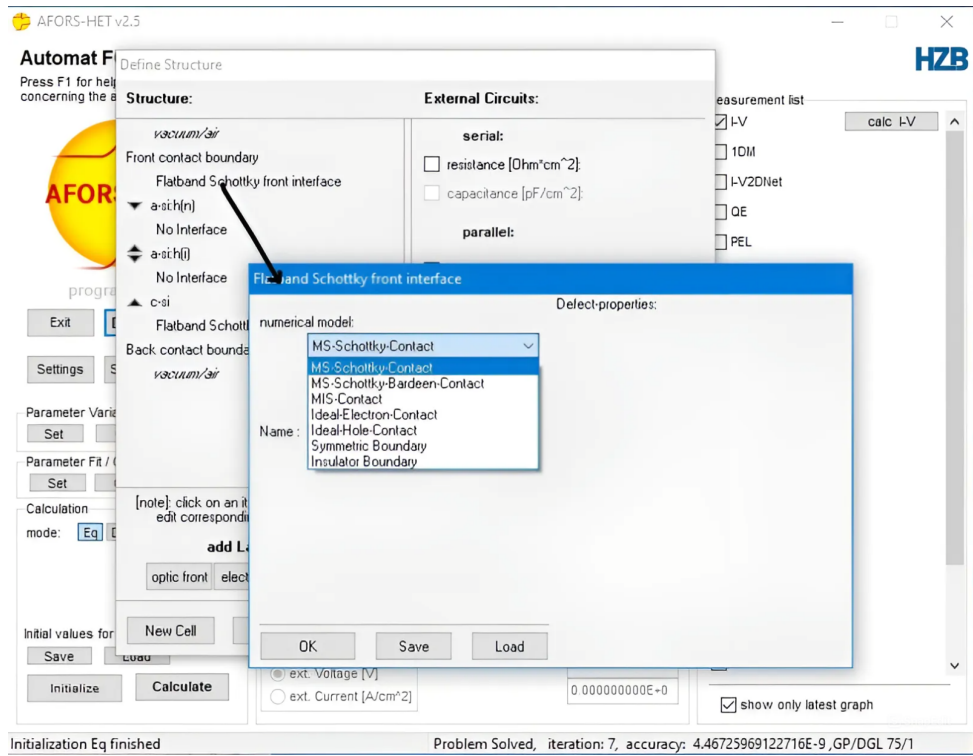 AFORS-HET v2.5
Automat F
Press F1 for help
concerning the a
HZB
AFORS
progra
Exit
Settings
Parameter Varia
Set
Parameter Fit /
Set
Calculation
mode: Eq
Initial values for
Save Load
Initialize Calculate
Define Structure
Structure:
vacuum/air
Front contact boundary
Flatband Schottky front interface
a-si:h(n)
No Interface
a-si:h(i)
No Interface
c-si
Flatband Schottl
Back contact bounda
vacuum/air
[note]: click on an it
edit correspondin
add La
optic front elect
New Cell
External Circuits:
serial:
resistance [Ohm*cm^2]:
capacitance [pF/cm^2]:
parallel:
Flatband Schottky front interface
numerical model:
MS-Schottky-Contact
MS-Schottky-Contact
MS-Schottky-Bardeen-Contact
MIS-Contact
Ideal-Electron-Contact
Ideal-Hole-Contact
Symmetric Boundary
Insulator Boundary
Name :
Defect-properties:
OK Save Load
ext. Voltage [V]
ext. Current [A/cm^2]
0.000000000E+0
easurement list
I-V calc I-V
1DM
I-V2DNet
QE
PEL
show only latest graph
Initialization Eq finished
Problem Solved, iteration: 7, accuracy: 4.46725969122716E-9 ,GP/DGL 75/1